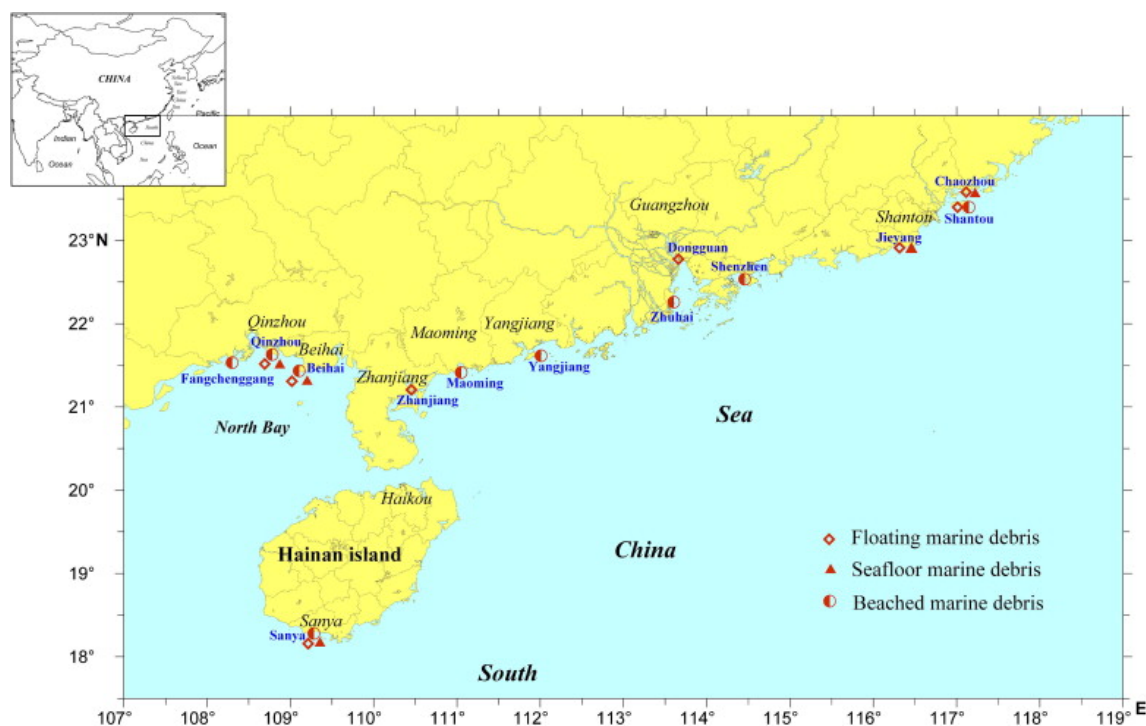 CHINA
Pacific
Indian
Ocean
South
China
Sea
Ocean
Chaozhou
Guangzhou
Shantou
Shantou
23°N
Dongguan
Jieyang
Shenzhen
Zhuhai
22°
Qinzhou
Maoming
Yangjiang
Qinzhou
Beihai
Fangchenggang
Beihai
Zhanjiang
Maoming
Yangjiang
Zhanjiang
21°
North Bay
Sea
20°
Haikou
Hainan island
China
Floating marine debris
Seafloor marine debris
Beached marine debris
19°
Sanya
Sanya
18°
South
107° 108° 109° 110° 111° 112° 113° 114° 115° 116° 117° 118° 119° E